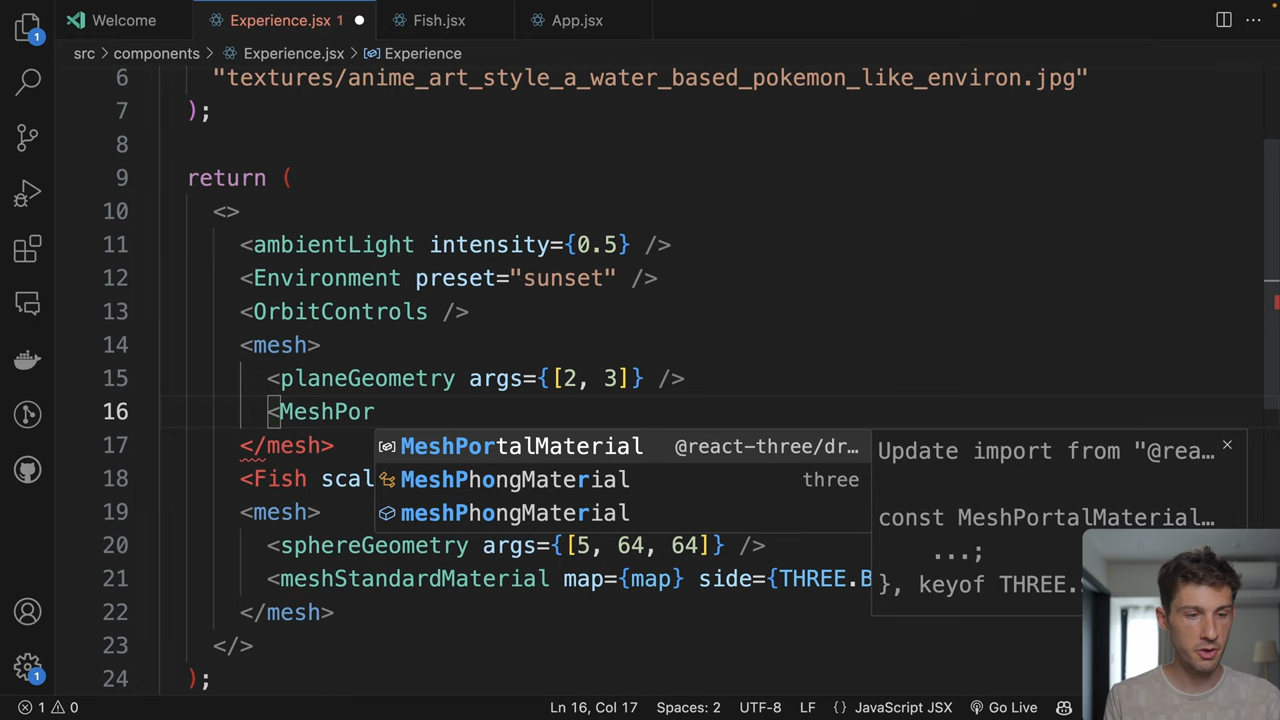 Welcome
Experience.jsx 1
Fish.jsx
App.jsx
src > components > Experience.jsx > Experience
6 "textures/anime_art_style_a_water_based_pokemon_like_environ.jpg"
7 );
8
9 return (
10 <>
11 <ambientLight intensity={0.5} />
12 <Environment preset="sunset" />
13 <OrbitControls />
14 <mesh>
15 <planeGeometry args={[2, 3]} />
16 <MeshPor
MeshPortalMaterial @react-three/dr…
Update import from "@rea…
17 </mesh>
18 <Fish scal
MeshPhongMaterial three
const MeshPortalMaterial…
19 <mesh>
meshPhongMaterial
...;
20 <sphereGeometry args={[5, 64, 64]} />
}, keyof THREE.
21 <meshStandardMaterial map={map} side={THREE.B
22 </mesh>
23 </>
24 );
1
1
1 0 Ln 16, Col 17 Spaces: 2 UTF-8 LF {} JavaScript JSX Go Live